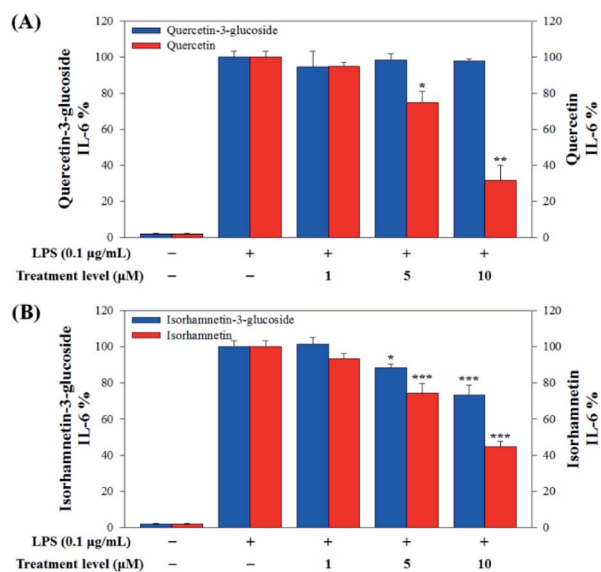 (A)
Quercetin-3-glucoside
Quercetin
Quercetin-3-glucoside
IL-6 %
Quercetin
IL-6 %
120 120
100 100
80 80
60 60
40 40
20 20
0 0
*
**
LPS (0.1 µg/mL) – + + + +
Treatment level (µM) – – 1 5 10
(B)
Isorhamnetin-3-glucoside
Isorhamnetin
Isorhamnetin-3-glucoside
IL-6 %
Isorhamnetin
IL-6 %
120 120
100 100
80 80
60 60
40 40
20 20
0 0
* ***
***
***
LPS (0.1 µg/mL) – + + + +
Treatment level (µM) – – 1 5 10